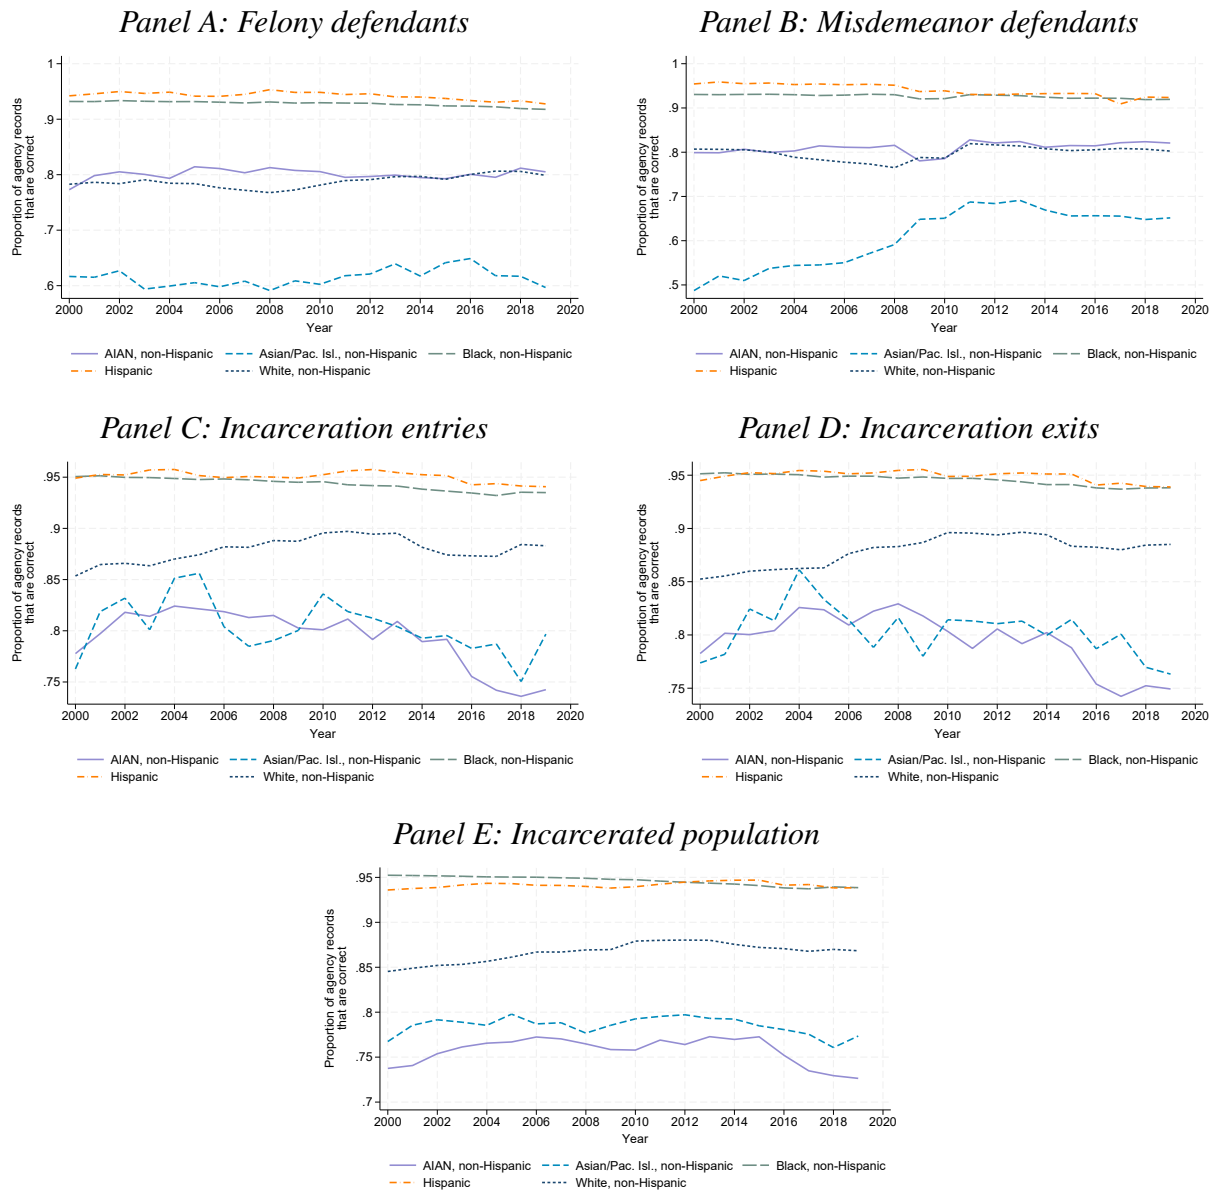 Panel A: Felony defendants
Proportion of agency records
that are correct
1
.9
.8
.7
.6
2000 2002 2004 2006 2008 2010 2012 2014 2016 2018 2020
Year
AIAN, non-Hispanic Asian/Pac. Isl., non-Hispanic Black, non-Hispanic
Hispanic White, non-Hispanic
Panel B: Misdemeanor defendants
Proportion of agency records
that are correct
1
.9
.8
.7
.6
.5
2000 2002 2004 2006 2008 2010 2012 2014 2016 2018 2020
Year
AIAN, non-Hispanic Asian/Pac. Isl., non-Hispanic Black, non-Hispanic
Hispanic White, non-Hispanic
Panel C: Incarceration entries
Proportion of agency records
that are correct
.95
.9
.85
.8
.75
2000 2002 2004 2006 2008 2010 2012 2014 2016 2018 2020
Year
AIAN, non-Hispanic Asian/Pac. Isl., non-Hispanic Black, non-Hispanic
Hispanic White, non-Hispanic
Panel D: Incarceration exits
Proportion of agency records
that are correct
.95
.9
.85
.8
.75
2000 2002 2004 2006 2008 2010 2012 2014 2016 2018 2020
Year
AIAN, non-Hispanic Asian/Pac. Isl., non-Hispanic Black, non-Hispanic
Hispanic White, non-Hispanic
Panel E: Incarcerated population
Proportion of agency records
that are correct
.95
.9
.85
.8
.75
.7
2000 2002 2004 2006 2008 2010 2012 2014 2016 2018 2020
Year
AIAN, non-Hispanic Asian/Pac. Isl., non-Hispanic Black, non-Hispanic
Hispanic White, non-Hispanic